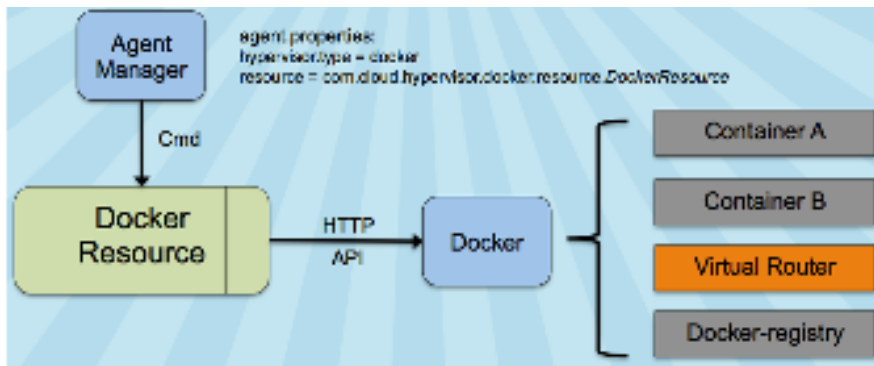 Agent
Manager
agent.properties:
hypervisor.type = docker
resource = com.cloud.hypervisor.docker.resource.DockerResource
Cmd
Docker
Resource
HTTP
API
Docker
Container A
Container B
Virtual Router
Docker-registry